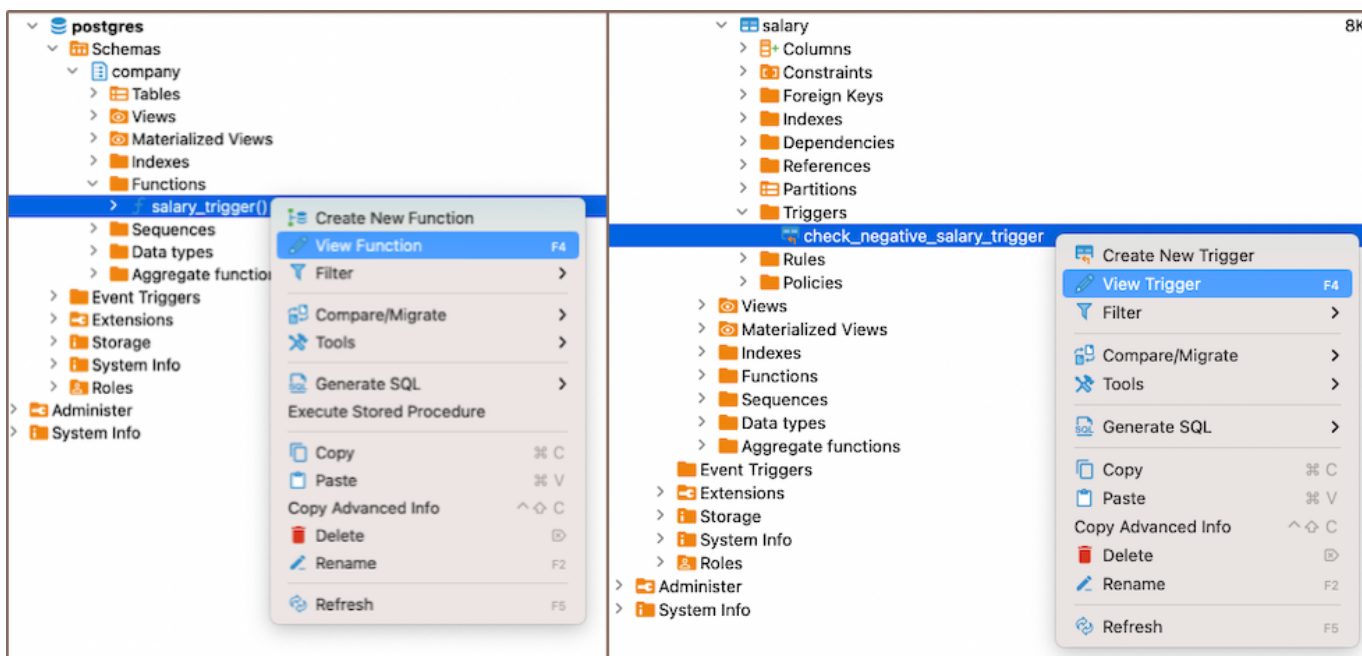 postgres
Schemas
company
Tables
Views
Materialized Views
Indexes
Functions
salary_trigger()
Sequences
Data types
Aggregate function
Event Triggers
Extensions
Storage
System Info
Roles
Administer
System Info
Create New Function
View Function F4
Filter
Compare/Migrate
Tools
Generate SQL
Execute Stored Procedure
Copy ⌘ C
Paste ⌘ V
Copy Advanced Info ^⇧ C
Delete ⌦
Rename F2
Refresh F5
salary 8K
Columns
Constraints
Foreign Keys
Indexes
Dependencies
References
Partitions
Triggers
check_negative_salary_trigger
Rules
Policies
Views
Materialized Views
Indexes
Functions
Sequences
Data types
Aggregate functions
Event Triggers
Extensions
Storage
System Info
Roles
Administer
System Info
Create New Trigger
View Trigger F4
Filter
Compare/Migrate
Tools
Generate SQL
Copy ⌘ C
Paste ⌘ V
Copy Advanced Info ^⇧ C
Delete ⌦
Rename F2
Refresh F5